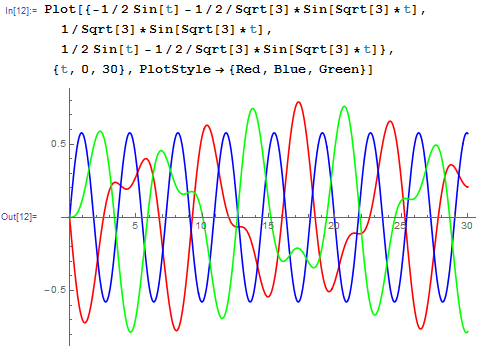 In[12]:= Plot[{-1/2 Sin[t] - 1/2/Sqrt[3]*Sin[Sqrt[3]*t],
1/Sqrt[3]*Sin[Sqrt[3]*t],
1/2 Sin[t] - 1/2/Sqrt[3]*Sin[Sqrt[3]*t]},
{t, 0, 30}, PlotStyle → {Red, Blue, Green}]
0.5
Out[12]=
5 10 15 20 25 30
-0.5